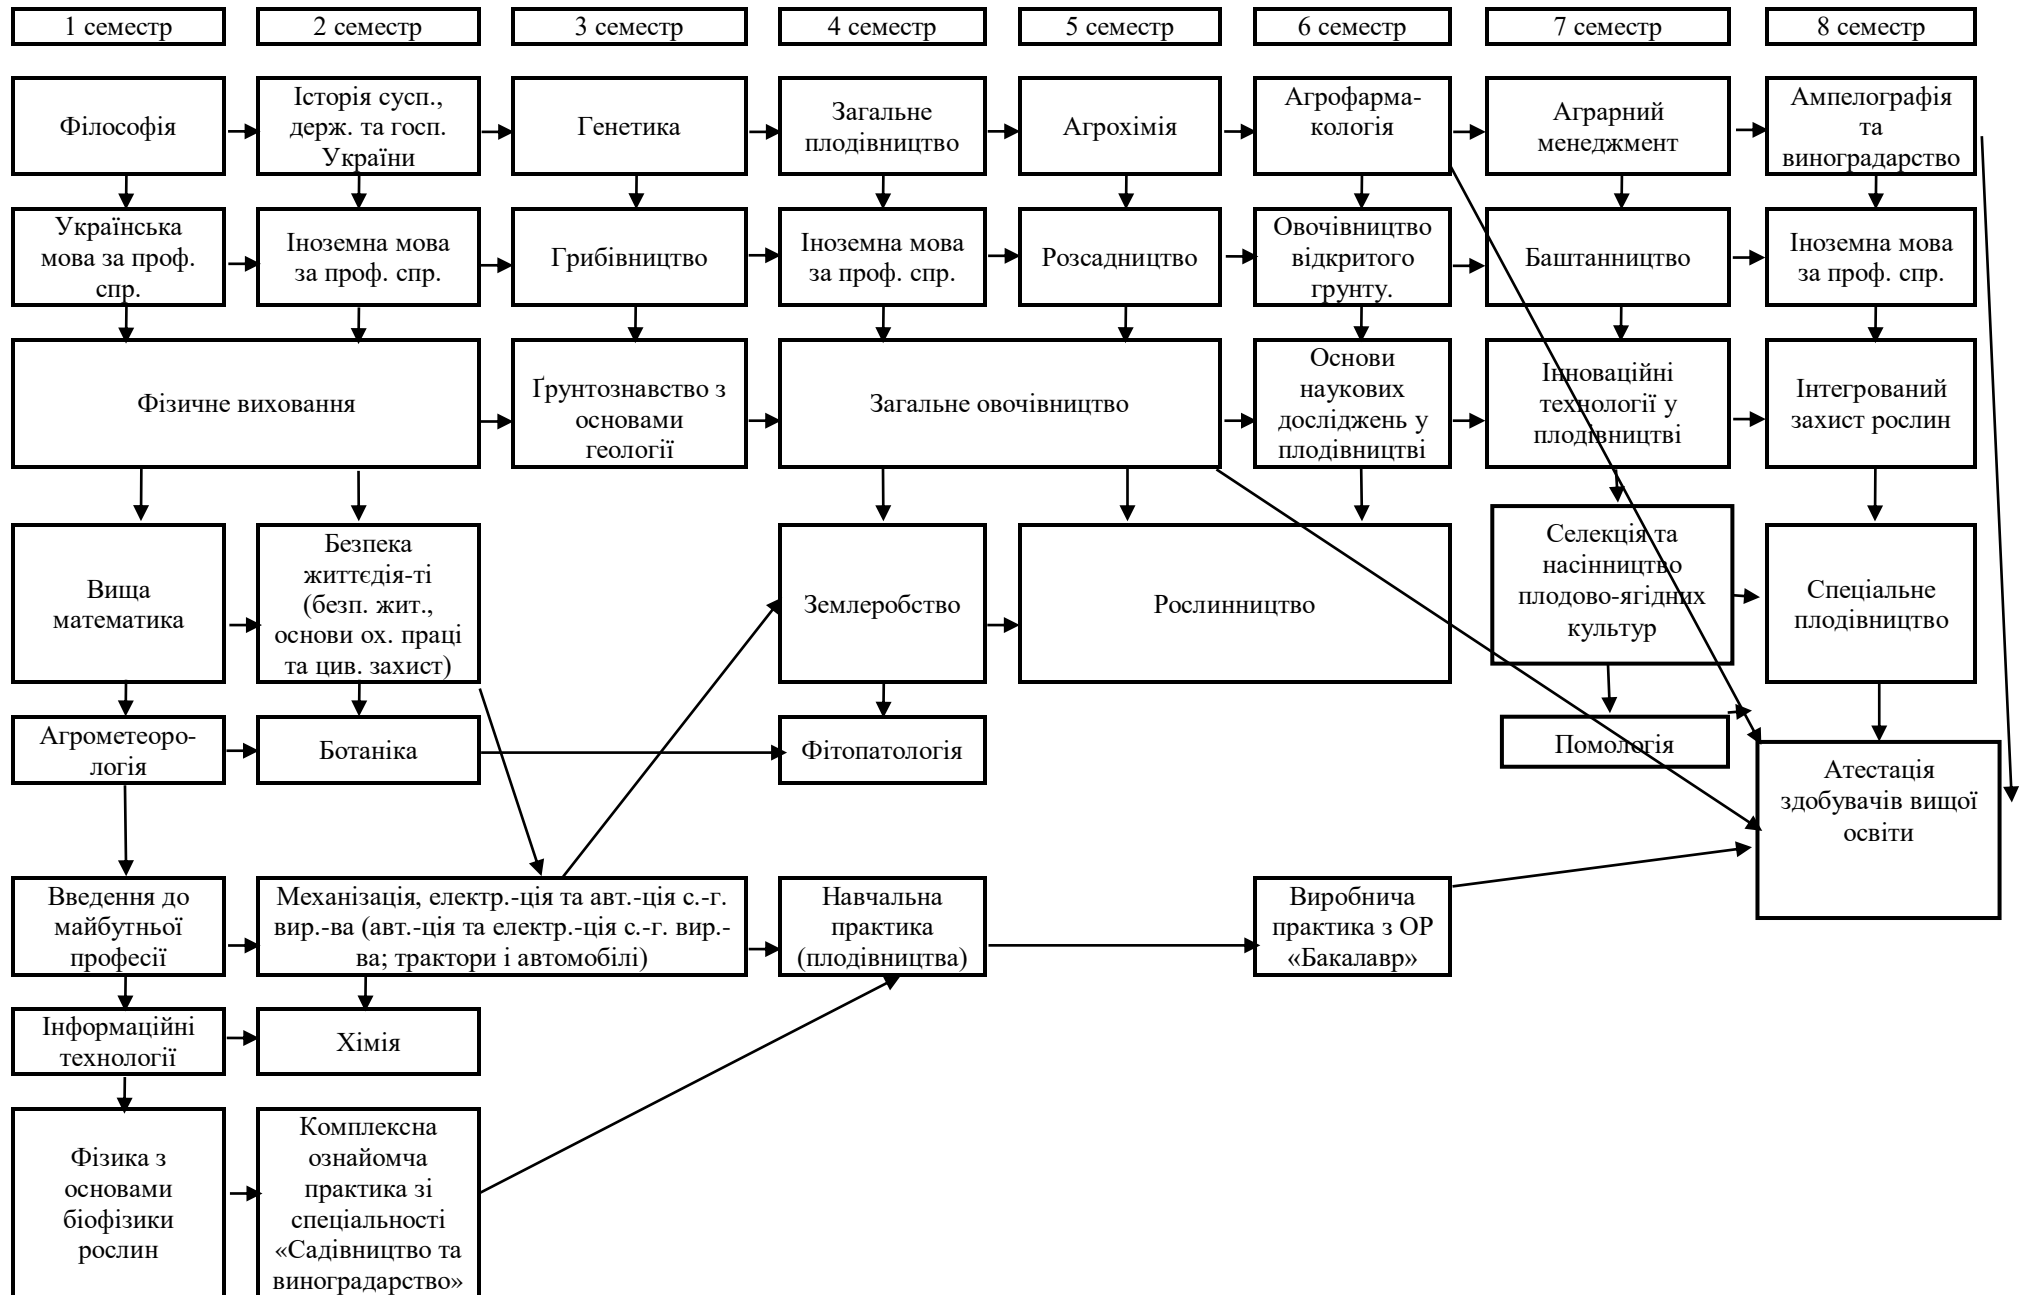 1 семестр
2 семестр
3 семестр
4 семестр
5 семестр
6 семестр
7 семестр
8 семестр
Філософія
Історія сусп.,
держ. та госп.
України
Генетика
Загальне
плодівництво
Агрохімія
Агрофарма-
кологія
Аграрний
менеджмент
Ампелографія
та
виноградарство
Українська
мова за проф.
спр.
Іноземна мова
за проф. спр.
Грибівництво
Іноземна мова
за проф. спр.
Розсадництво
Овочівництво
відкритого
грунту.
Баштанництво
Іноземна мова
за проф. спр.
Фізичне виховання
Ґрунтознавство з
основами
геології
Загальне овочівництво
Основи
наукових
досліджень у
плодівництві
Інноваційні
технології у
плодівництві
Інтегрований
захист рослин
Вища
математика
Безпека
життєдія-ті
(безп. жит.,
основи ох. праці
та цив. захист)
Землеробство
Рослинництво
Селекція та
насінництво
плодово-ягідних
культур
Спеціальне
плодівництво
Агрометеоро-
логія
Ботаніка
Фітопатологія
Помологія
Атестація
здобувачів вищої
освіти
Введення до
майбутньої
професії
Механізація, електр.-ція та авт.-ція с.-г.
вир.-ва (авт.-ція та електр.-ція с.-г. вир.-
ва; трактори і автомобілі)
Навчальна
практика
(плодівництва)
Виробнича
практика з ОР
«Бакалавр»
Інформаційні
технології
Хімія
Фізика з
основами
біофізики
рослин
Комплексна
ознайомча
практика зі
спеціальності
«Садівництво та
виноградарство»